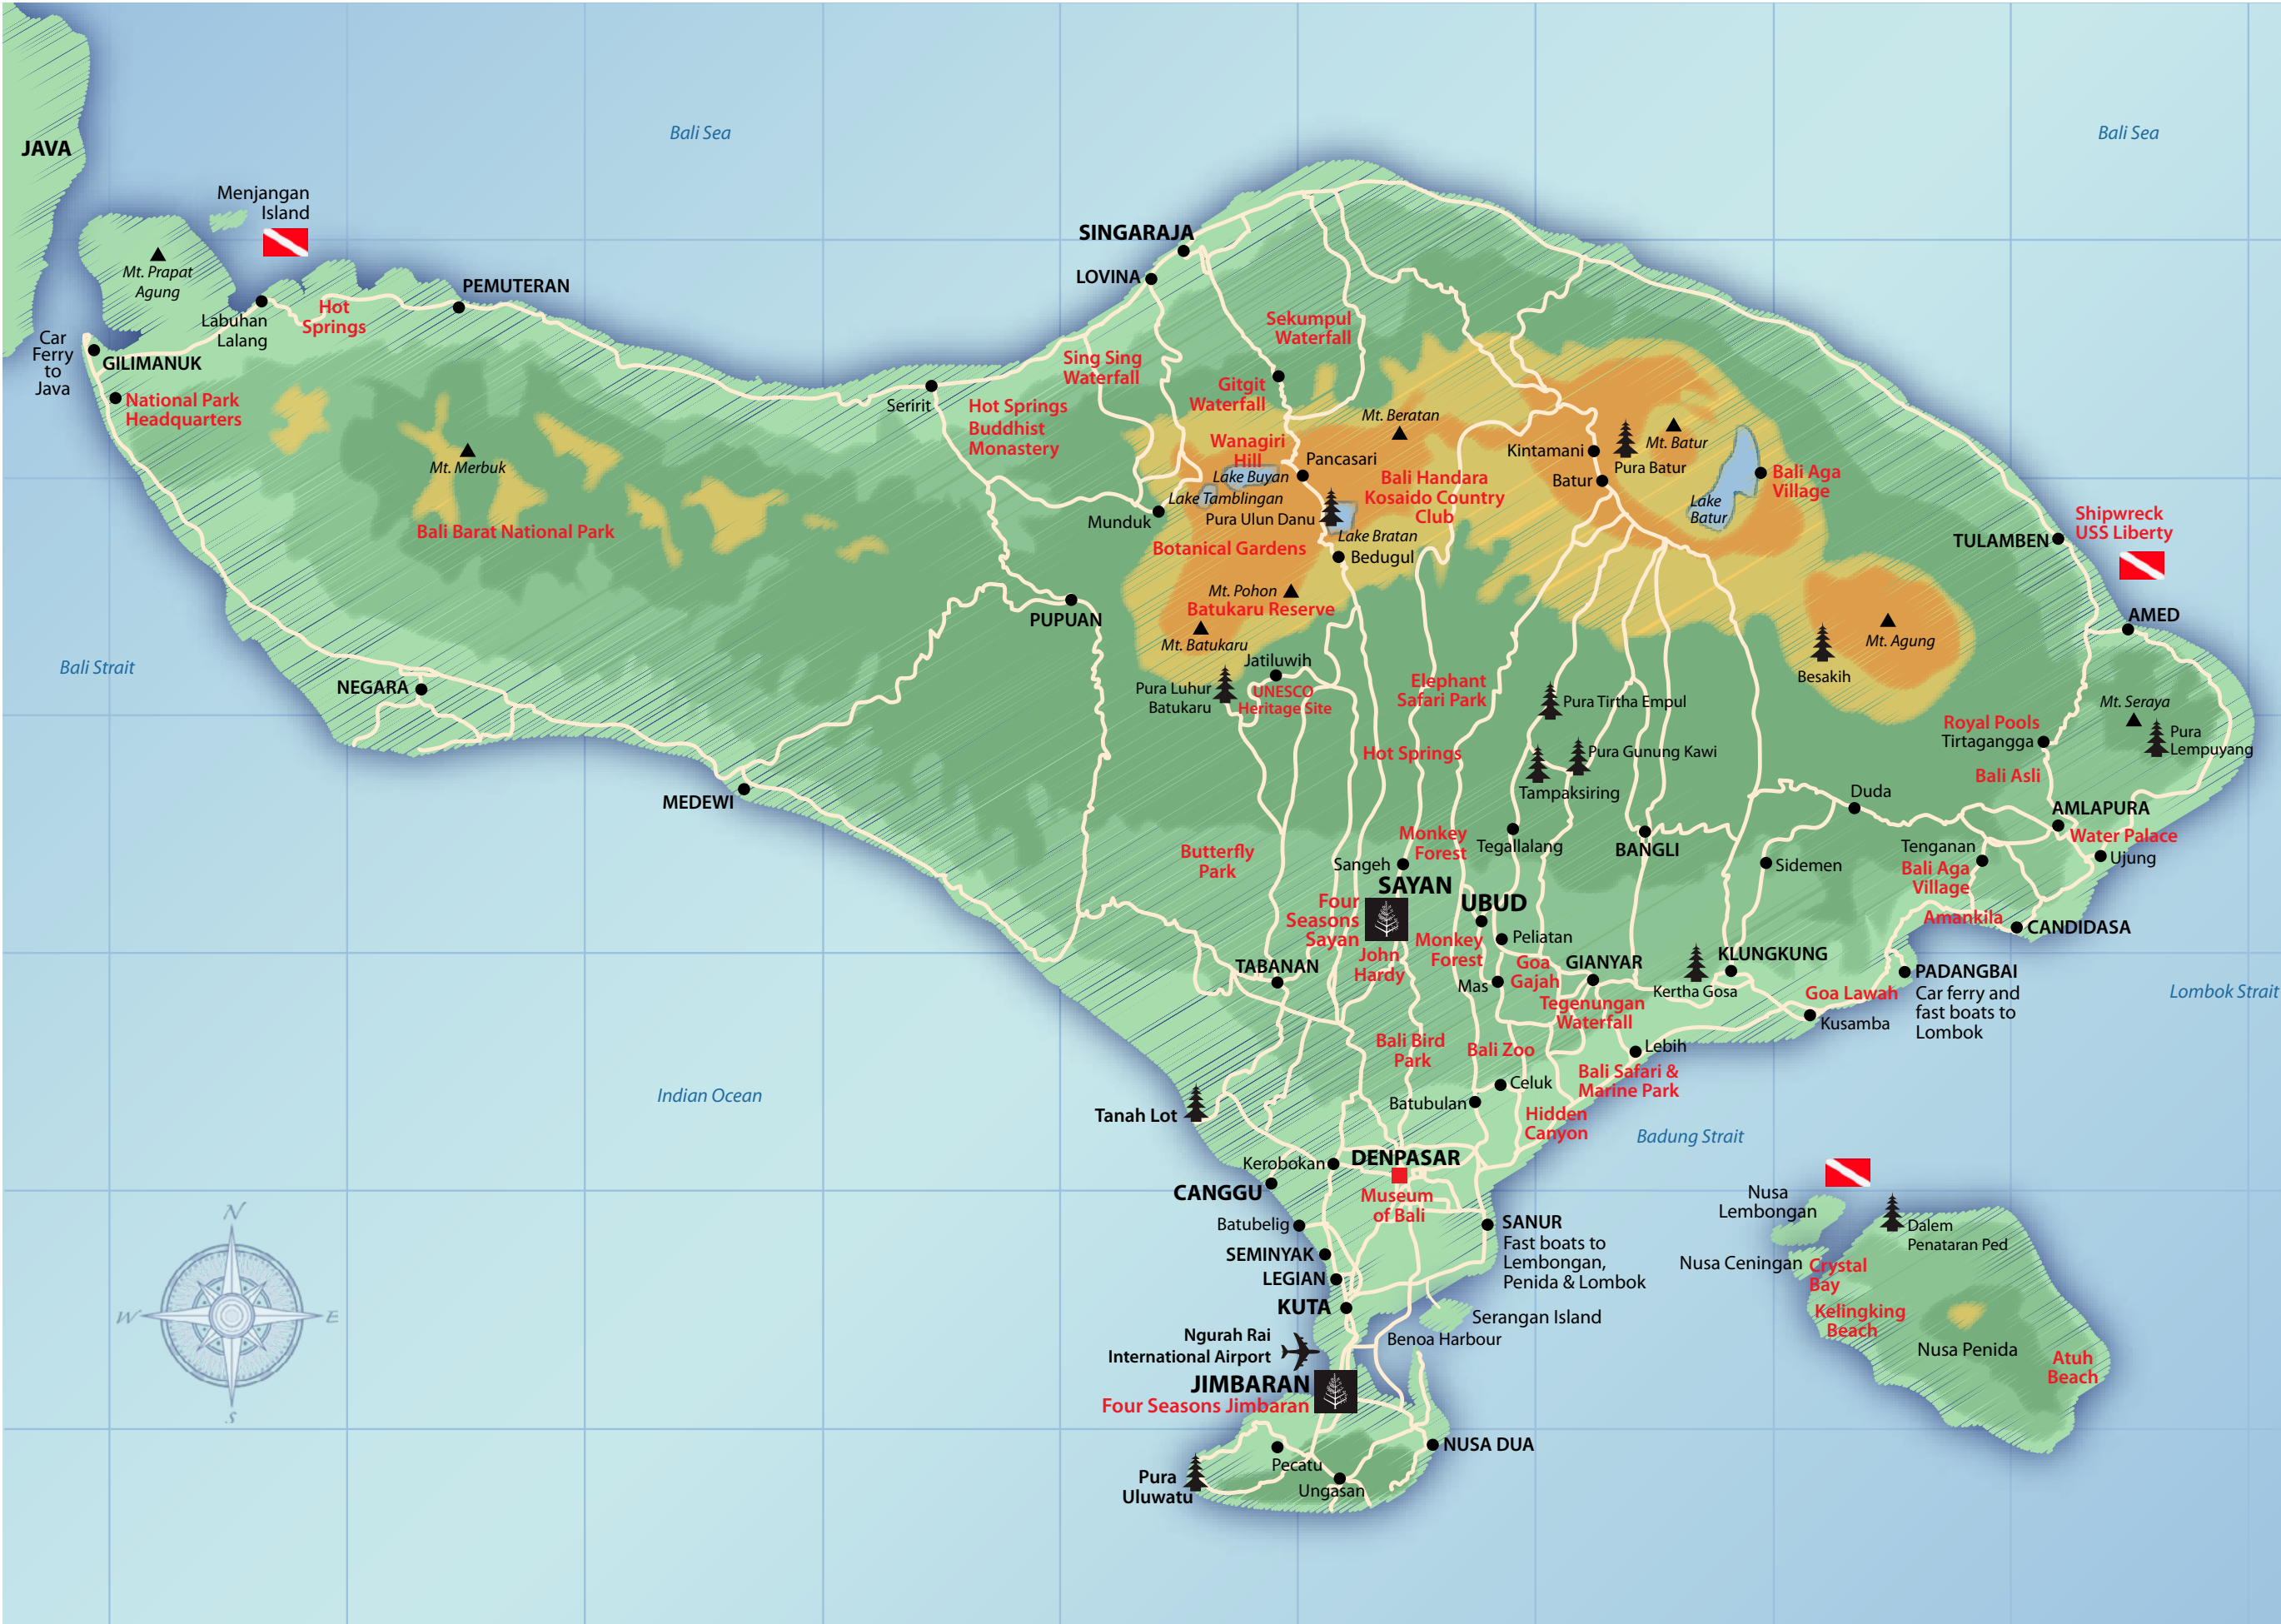 Bali Sea
Bali Sea
JAVA
Menjangan
Island
SINGARAJA
LOVINA
Mt. Prapat
Agung
PEMUTERAN
Labuhan
Lalang
Hot
Springs
Car
Ferry
to
Java
GILIMANUK
National Park
Headquarters
Sekumpul
Waterfall
Sing Sing
Waterfall
Gitgit
Waterfall
Seririt
Hot Springs
Buddhist
Monastery
Mt. Beratan
Wanagiri
Hill
Pancasari
Kintamani
Mt. Batur
Pura Batur
Mt. Merbuk
Lake Buyan
Bali Handara
Kosaido Country
Club
Batur
Bali Aga
Village
Lake Tamblingan
Lake
Batur
Munduk
Pura Ulun Danu
Bali Barat National Park
Lake Bratan
Shipwreck
USS Liberty
TULAMBEN
Botanical Gardens
Bedugul
Mt. Pohon
Batukaru Reserve
PUPUAN
AMED
Mt. Batukaru
Mt. Agung
Besakih
Bali Strait
NEGARA
Jatiluwih
Pura Luhur
Batukaru
UNESCO
Heritage Site
Elephant
Safari Park
Pura Tirtha Empul
Mt. Seraya
Royal Pools
Tirtagangga
Pura
Lempuyang
Hot Springs
Pura Gunung Kawi
Bali Asli
Tampaksiring
MEDEWI
Duda
AMLAPURA
Water Palace
Monkey
Forest
Tegallalang
BANGLI
Tenganan
Ujung
Butterfly
Park
Sangeh
Sidemen
Bali Aga
Village
SAYAN
Four
Seasons
Sayan
UBUD
Amankila
CANDIDASA
Monkey
Forest
Peliatan
John
Hardy
KLUNGKUNG
TABANAN
Goa
Gajah
GIANYAR
PADANGBAI
Car ferry and
fast boats to
Lombok
Mas
Kertha Gosa
Goa Lawah
Lombok Strait
Tegenungan
Waterfall
Kusamba
Bali Bird
Park
Bali Zoo
Lebih
Bali Safari &
Marine Park
Indian Ocean
Celuk
Batubulan
Tanah Lot
Hidden
Canyon
Badung Strait
Kerobokan
DENPASAR
CANGGU
Museum
of Bali
Nusa
Lembongan
Batubelig
SANUR
Fast boats to
Lembongan,
Penida & Lombok
Dalem
Penataran Ped
SEMINYAK
Nusa Ceningan
Crystal
Bay
LEGIAN
KUTA
Kelingking
Beach
Serangan Island
Ngurah Rai
International Airport
Benoa Harbour
Nusa Penida
Atuh
Beach
JIMBARAN
Four Seasons Jimbaran
N
W
E
S
NUSA DUA
Pecatu
Pura
Uluwatu
Ungasan